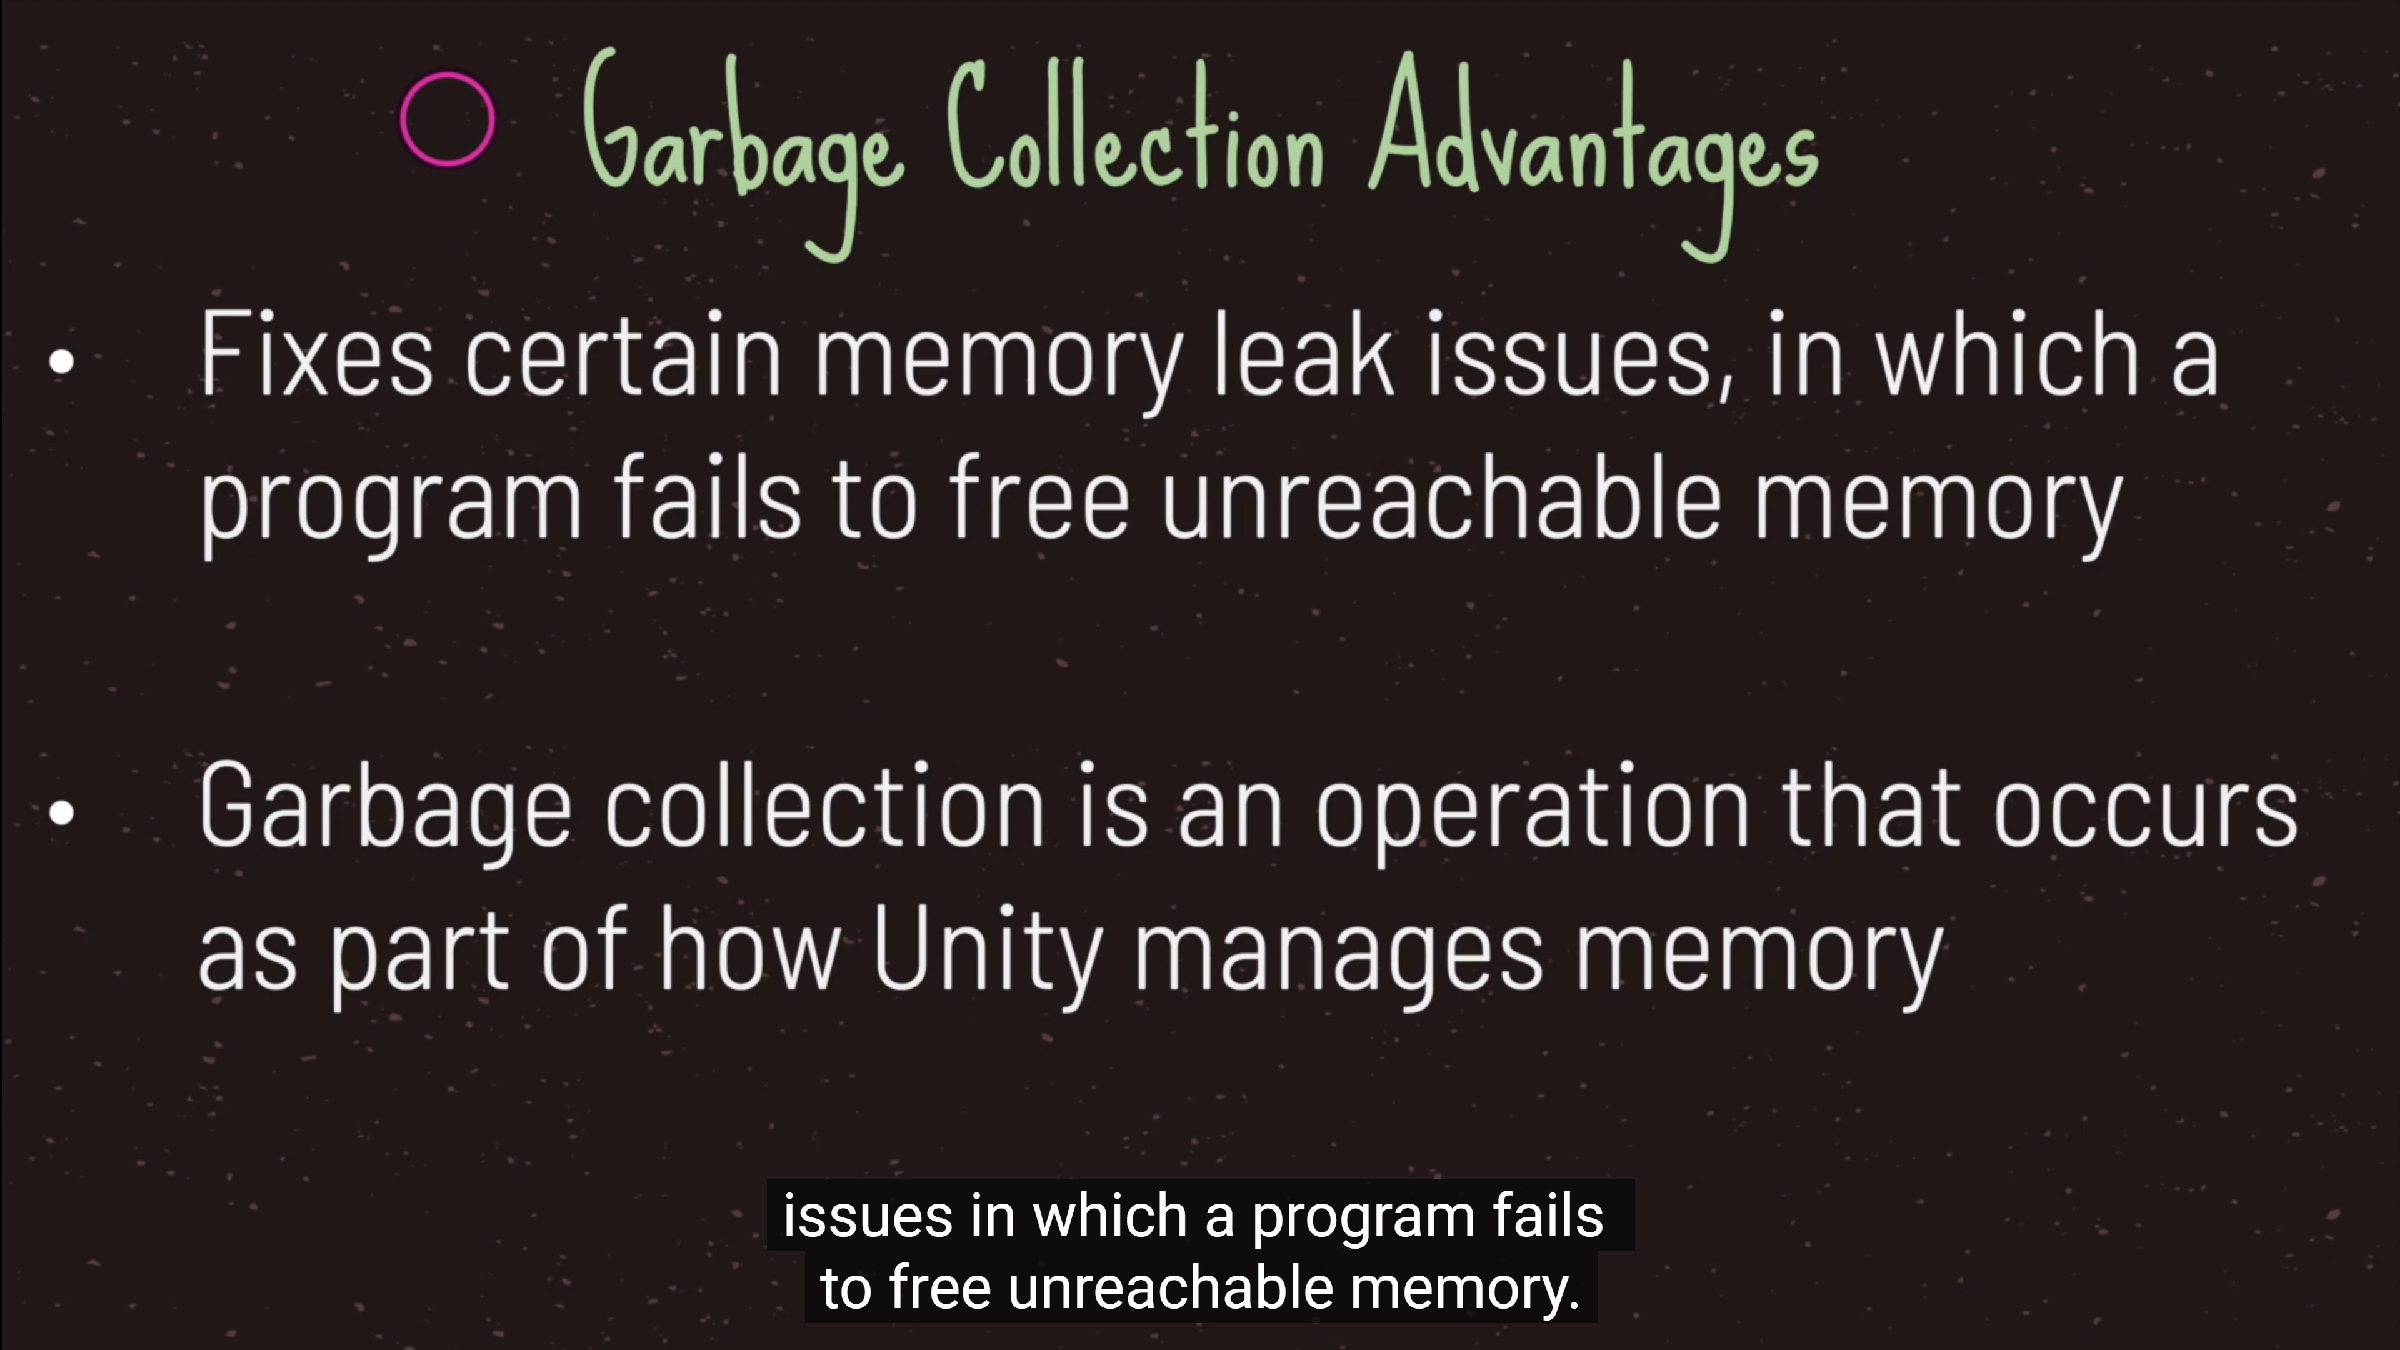 Garbage Collection Advantages
• Fixes certain memory leak issues, in which a
program fails to free unreachable memory
• Garbage collection is an operation that occurs
as part of how Unity manages memory
issues in which a program fails
to free unreachable memory.